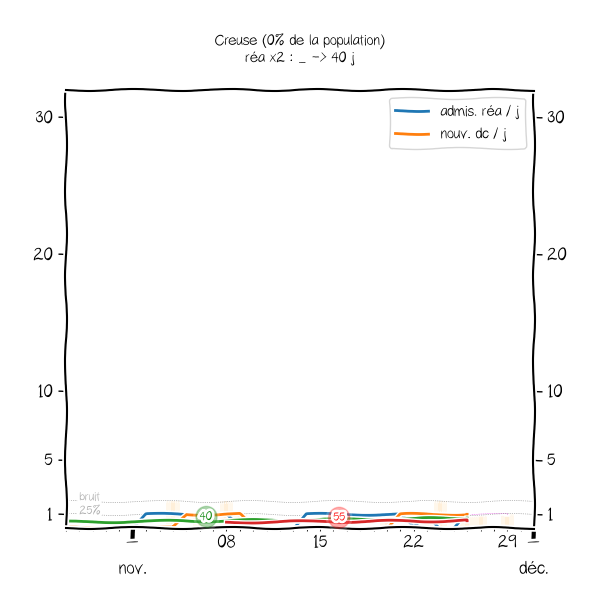 Creuse (0% de la population)
réa x2 : _ -> 40 j
admis. réa / j
nouv. dc / j
30
30
20
20
10
10
5
5
bruit
25%
1
40
55
1
08
15
22
29
nov.
déc.